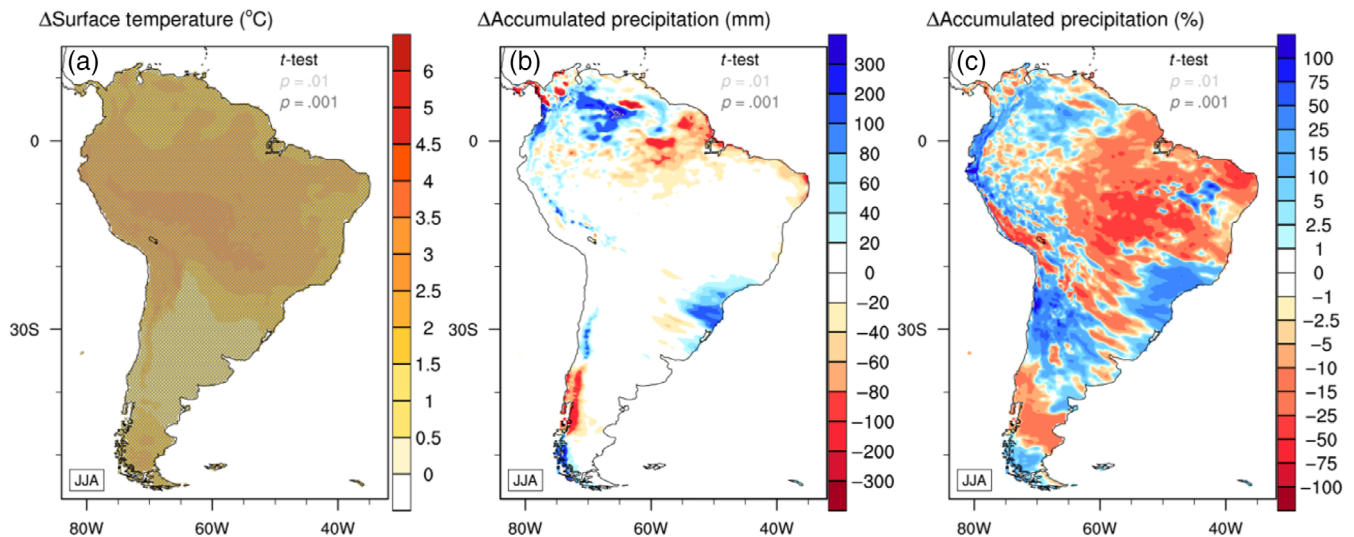 ΔSurface temperature (°C)
(a)
t-test
p = .01
p = .001
0
30S
JJA
80W
60W
40W
6
5
4.5
4
3.5
3
2.5
2
1.5
1
0.5
0
ΔAccumulated precipitation (mm)
(b)
t-test
p = .01
p = .001
0
30S
JJA
80W
60W
40W
300
200
100
80
60
40
20
0
−20
−40
−60
−80
−100
−200
−300
ΔAccumulated precipitation (%)
(c)
t-test
p = .01
p = .001
0
30S
JJA
80W
60W
40W
100
75
50
25
15
10
5
2.5
1
0
−1
−2.5
−5
−10
−15
−25
−50
−75
−100